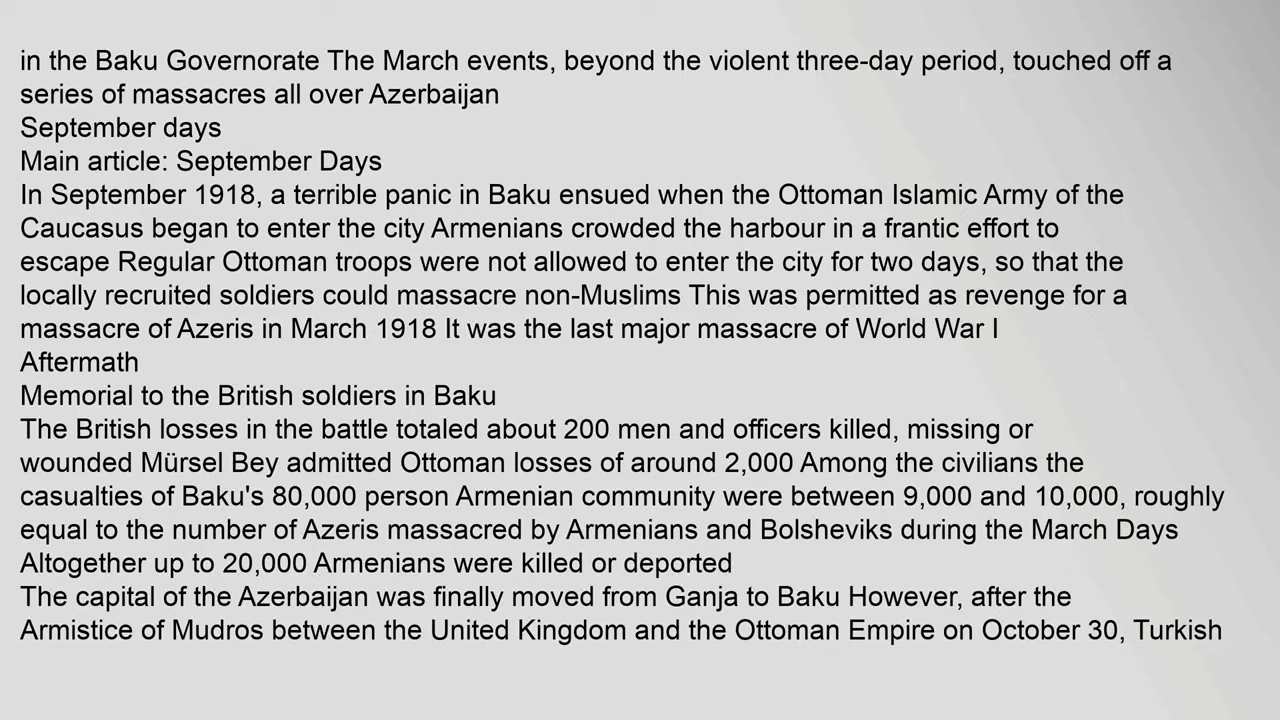 in the Baku Governorate The March events, beyond the violent three-day period, touched off a
series of massacres all over Azerbaijan
September days
Main article: September Days
In September 1918, a terrible panic in Baku ensued when the Ottoman Islamic Army of the
Caucasus began to enter the city Armenians crowded the harbour in a frantic effort to
escape Regular Ottoman troops were not allowed to enter the city for two days, so that the
locally recruited soldiers could massacre non-Muslims This was permitted as revenge for a
massacre of Azeris in March 1918 It was the last major massacre of World War I
Aftermath
Memorial to the British soldiers in Baku
The British losses in the battle totaled about 200 men and officers killed, missing or
wounded Mürsel Bey admitted Ottoman losses of around 2,000 Among the civilians the
casualties of Baku's 80,000 person Armenian community were between 9,000 and 10,000, roughly
equal to the number of Azeris massacred by Armenians and Bolsheviks during the March Days
Altogether up to 20,000 Armenians were killed or deported
The capital of the Azerbaijan was finally moved from Ganja to Baku However, after the
Armistice of Mudros between the United Kingdom and the Ottoman Empire on October 30, Turkish